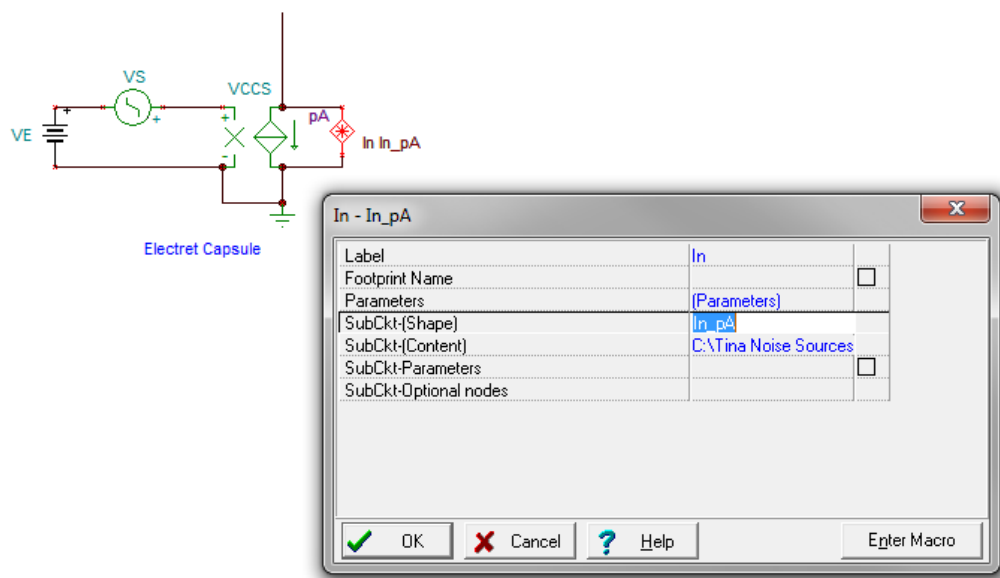 VS
VCCS
VE
+
+
+
-
pA
In In_pA
Electret Capsule
In - In_pA
Label In
Footprint Name
Parameters (Parameters)
SubCkt-(Shape) In_pA
SubCkt-(Content) C:\Tina Noise Sources
SubCkt-Parameters
SubCkt-Optional nodes
OK Cancel ? Help Enter Macro